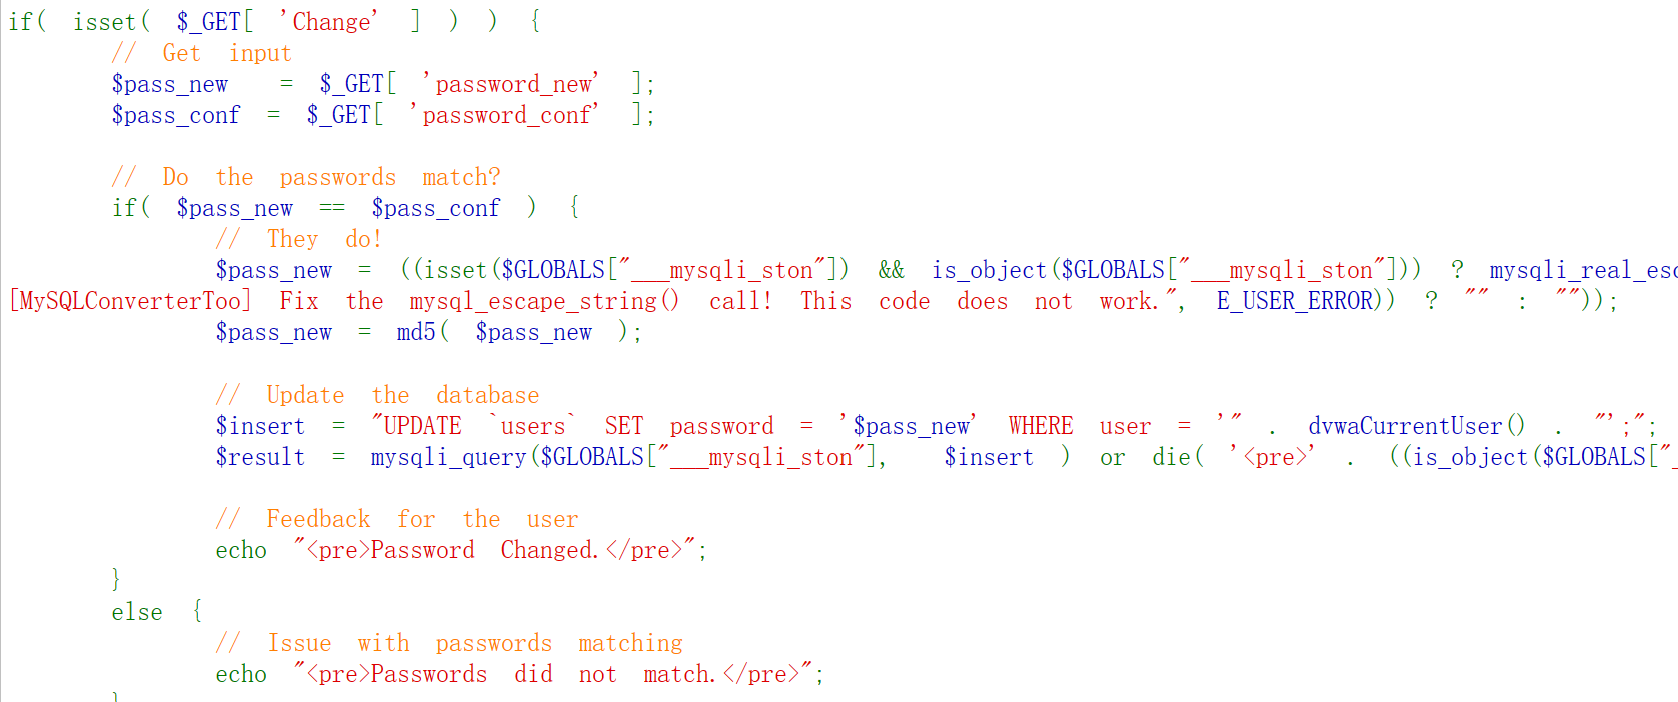 if( isset( $_GET[ 'Change' ] ) ) {
// Get input
$pass_new = $_GET[ 'password_new' ];
$pass_conf = $_GET[ 'password_conf' ];
// Do the passwords match?
if( $pass_new == $pass_conf ) {
// They do!
$pass_new = ((isset($GLOBALS["___mysqli_ston"]) && is_object($GLOBALS["___mysqli_ston"])) ? mysqli_real_esc
[MySQLConverterToo] Fix the mysql_escape_string() call! This code does not work.", E_USER_ERROR)) ? "" : ""));
$pass_new = md5( $pass_new );
// Update the database
$insert = "UPDATE `users` SET password = '$pass_new' WHERE user = '" . dvwaCurrentUser() . "';";
$result = mysqli_query($GLOBALS["___mysqli_ston"], $insert ) or die( '<pre>' . ((is_object($GLOBALS["_
// Feedback for the user
echo "<pre>Password Changed.</pre>";
}
else {
// Issue with passwords matching
echo "<pre>Passwords did not match.</pre>";
}